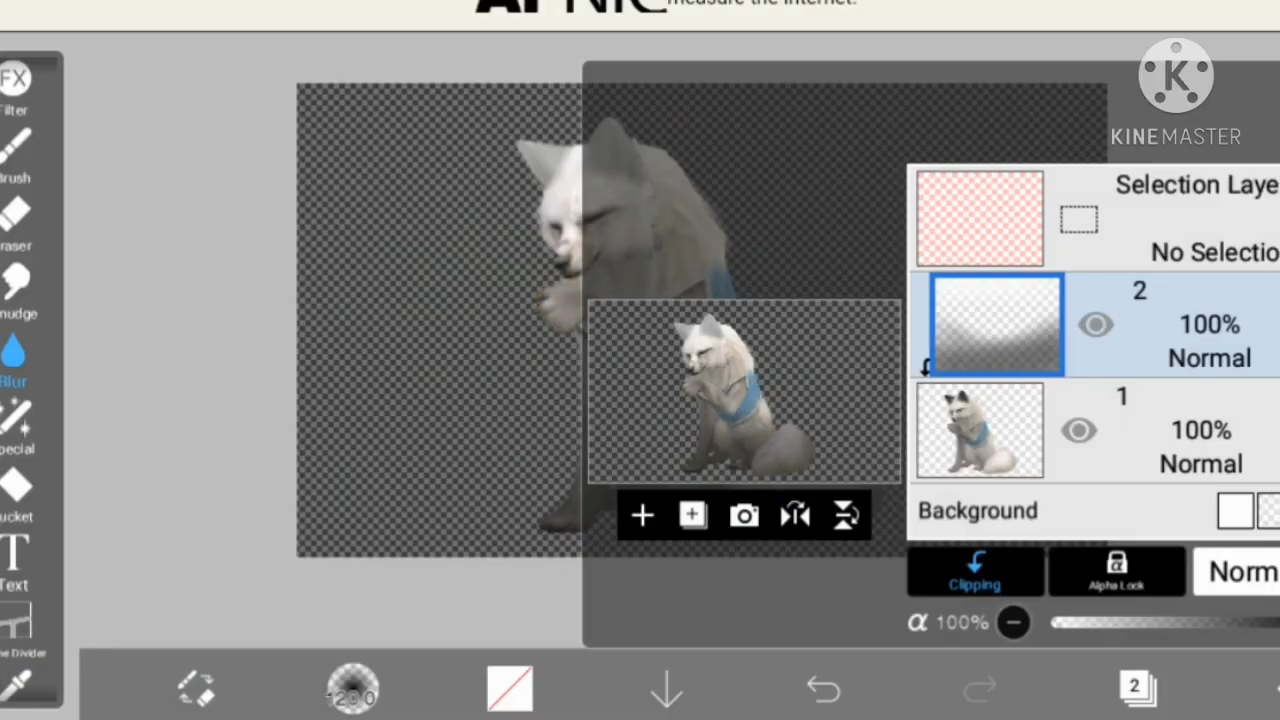 measure the Internet.
KINEMASTER
FX
Filter
Brush
Eraser
Smudge
Blur
Special
Bucket
T
Text
Selection Laye
No Selectio
2
100%
Normal
1
100%
Normal
Background
Clipping
α
Alpha Lock
Norm
α 100%
2